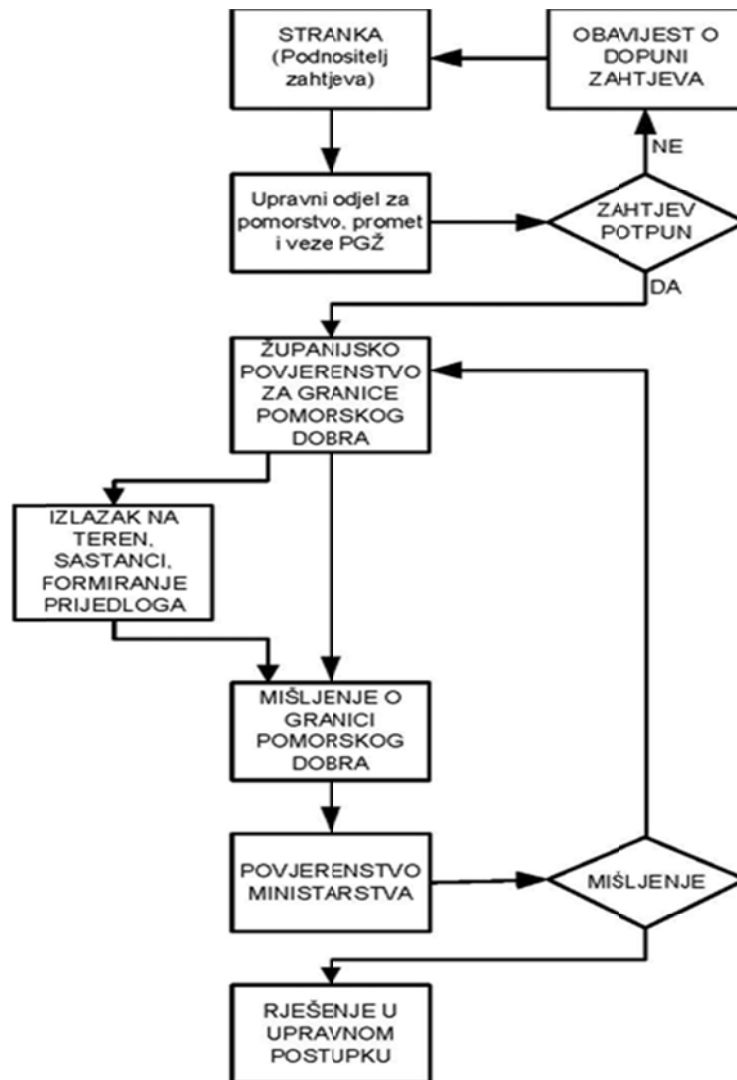 STRANKA
(Podnositelj
zahtjeva)
OBAVIJEST O
DOPUNI
ZAHTJEVA
NE
Upravni odjel za
pomorstvo, promet
i veze PGŽ
ZAHTJEV
POTPUN
DA
ŽUPANIJSKO
POVJERENSTVO
ZA GRANICE
POMORSKOG
DOBRA
IZLAZAK NA
TEREN,
SASTANCI,
FORMIRANJE
PRIJEDLOGA
MIŠLJENJE O
GRANICI
POMORSKOG
DOBRA
POVJERENSTVO
MINISTARSTVA
MIŠLJENJE
RJEŠENJE U
UPRAVNOM
POSTUPKU